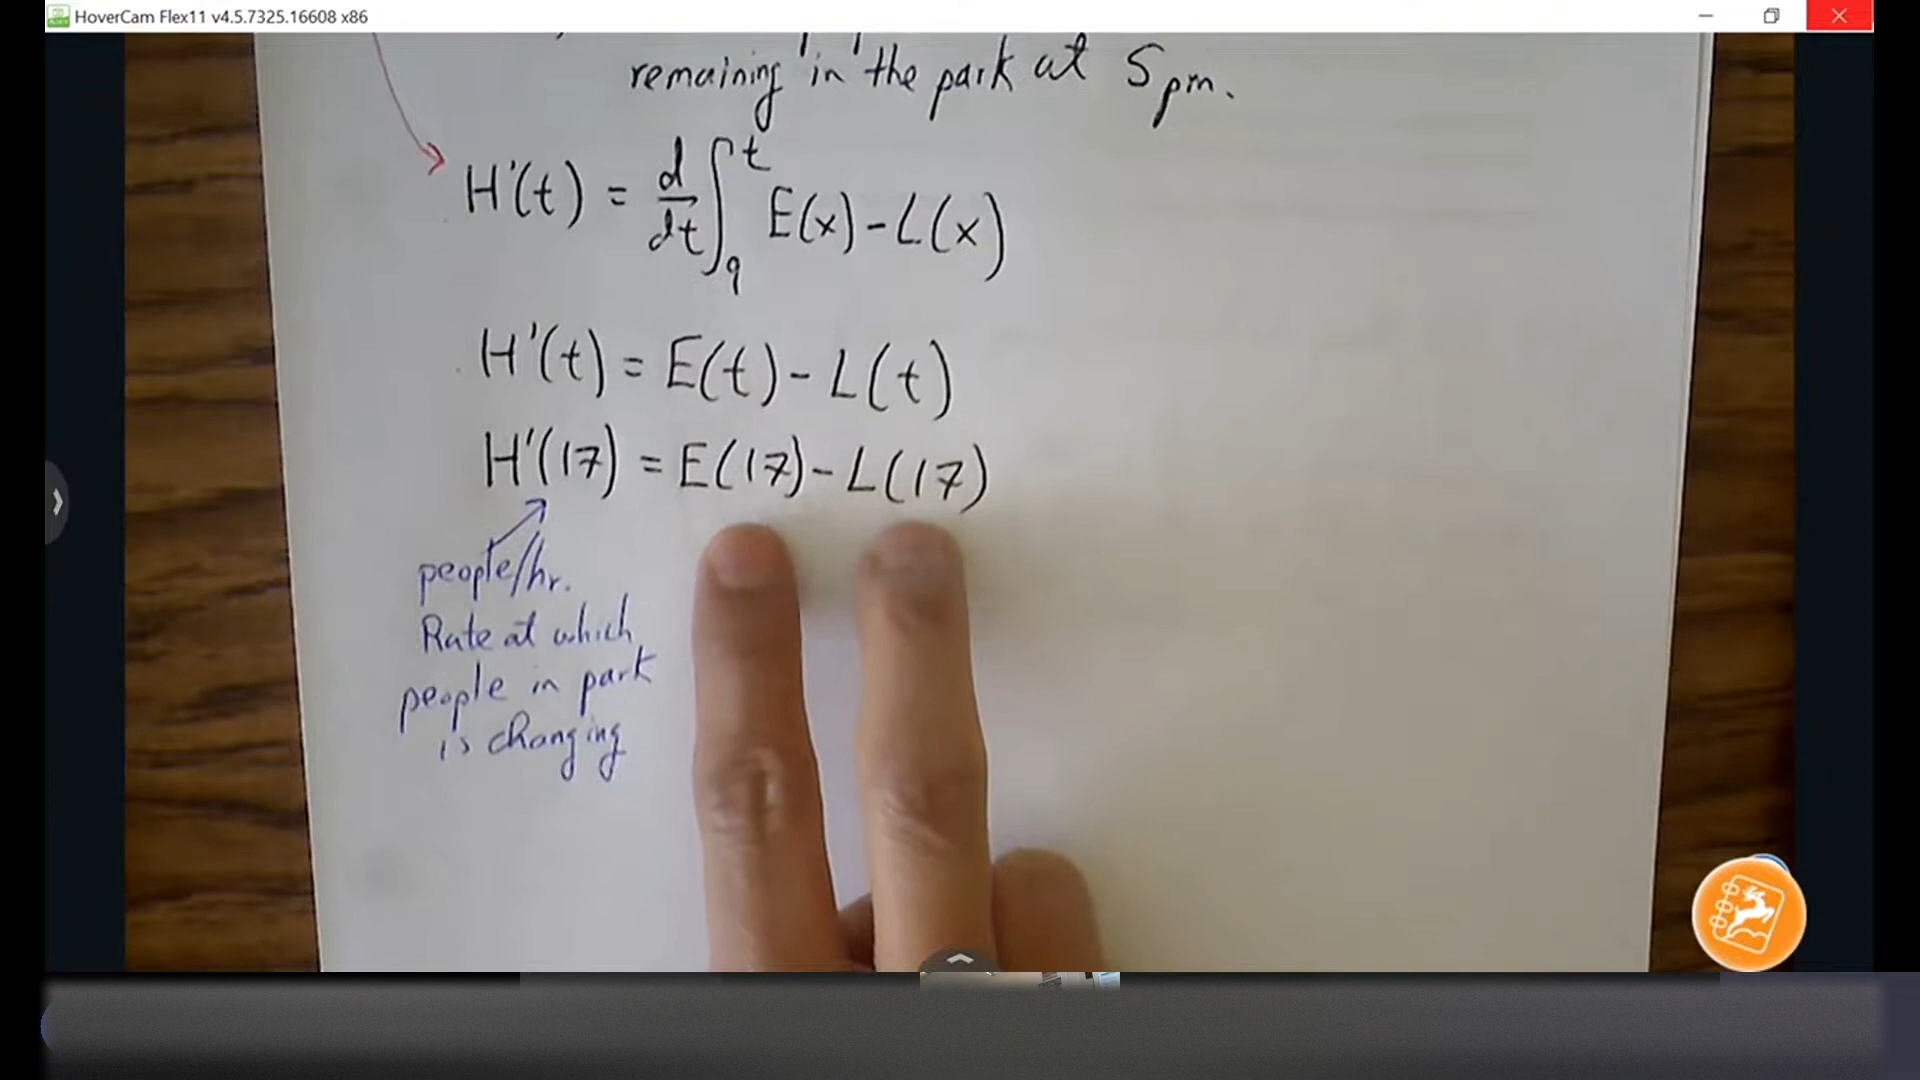 HoverCam Flex11 v4.5.7325.16608 x86
remaining in the park at 5pm.
H'(t) = d/dt ∫_9^t E(x) - L(x)
H'(t) = E(t) - L(t)
H'(17) = E(17) - L(17)
people/hr.
Rate at which
people in park
is changing